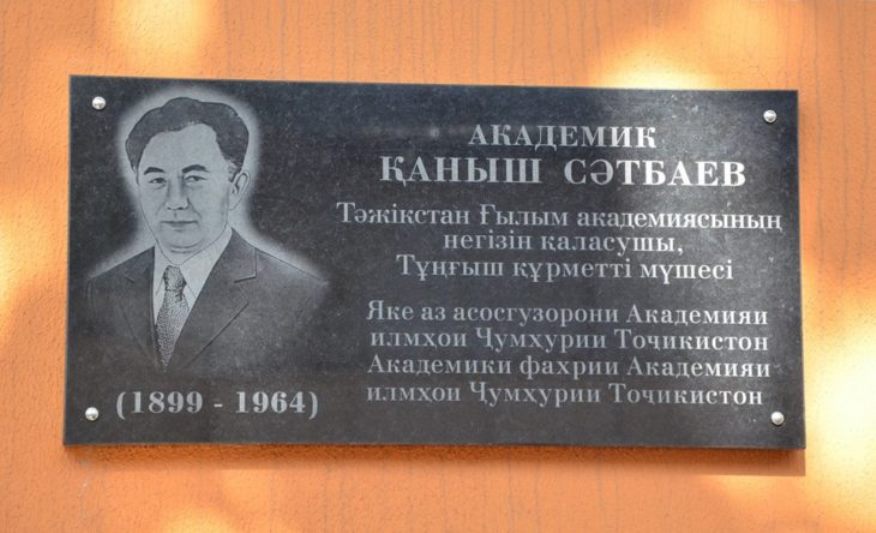 АКАДЕМИК
ҚАНЫШ СӘТБАЕВ
Тәжікстан Ғылым академиясының
негізін қаласушы,
Тұңғыш құрметті мүшесі
Яке аз асосгузорони Академияи
илмҳои Ҷумҳурии Тоҷикистон
Академики фахрии Академияи
илмҳои Ҷумҳурии Тоҷикистон
(1899 - 1964)